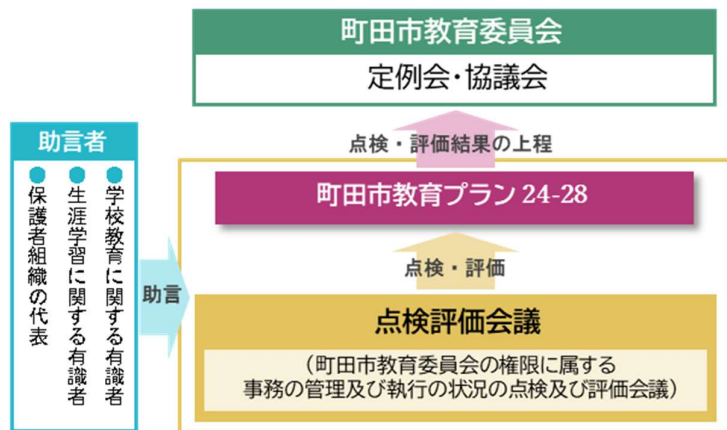 町田市教育委員会
定例会・協議会
点検・評価結果の上程
町田市教育プラン 24-28
点検・評価
点検評価会議
（町田市教育委員会の権限に属する
事務の管理及び執行の状況の点検及び評価会議）
助言者
●学校教育に関する有識者
●生涯学習に関する有識者
●保護者組織の代表
助言